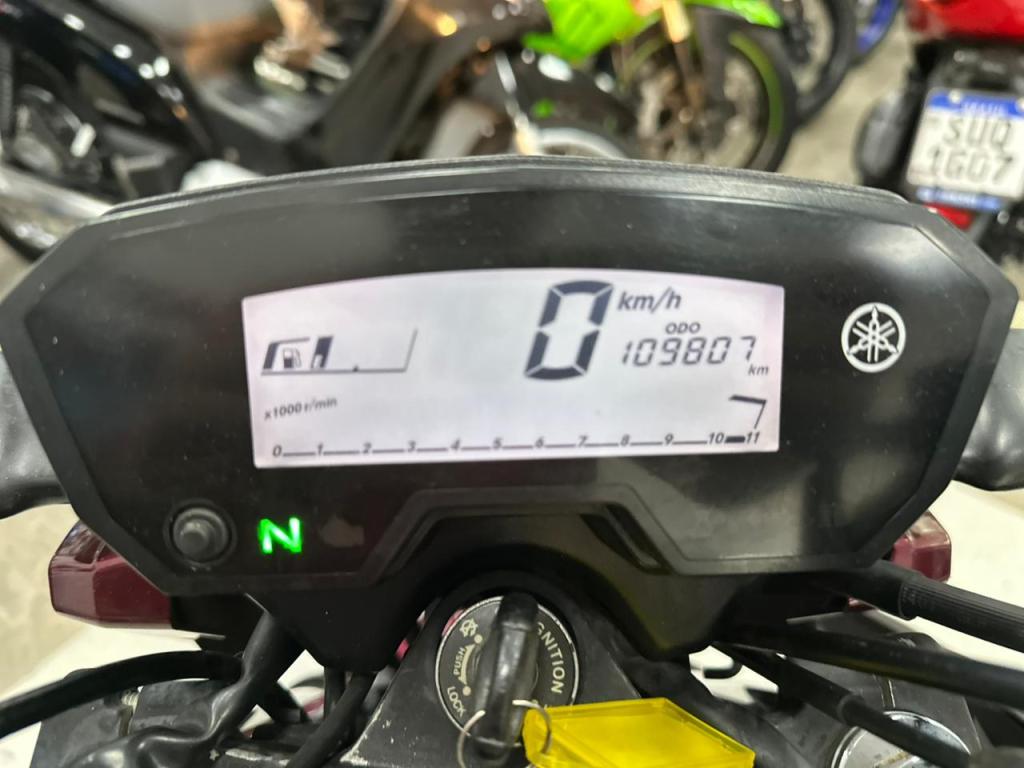 CEARÁ
SUQ
1G07
0 km/h
ODO
109807
km
x1000 r/min
0 1 2 3 4 5 6 7 8 9 10 11
N
IGNITION
PUSH
LOCK